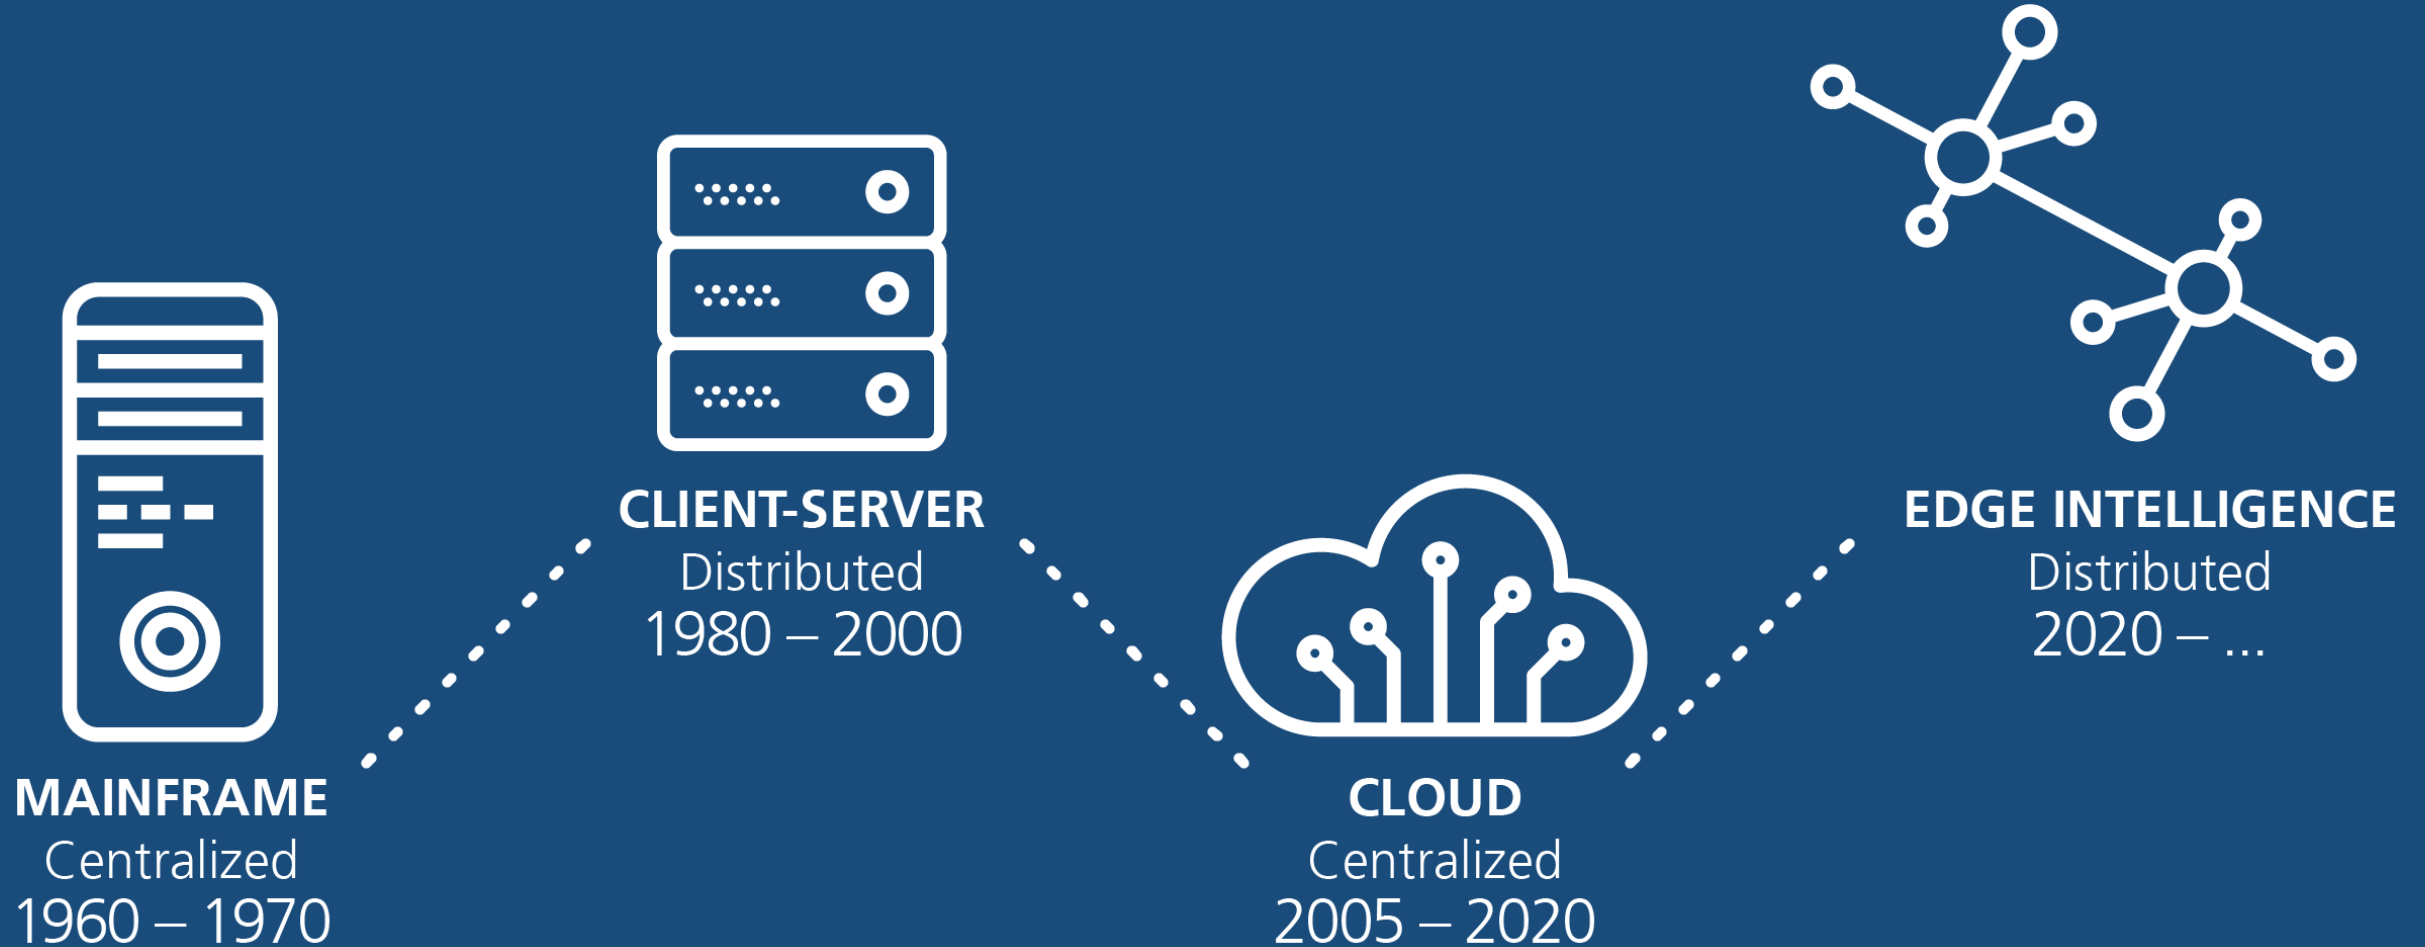 MAINFRAME
Centralized
1960 – 1970
CLIENT-SERVER
Distributed
1980 – 2000
CLOUD
Centralized
2005 – 2020
EDGE INTELLIGENCE
Distributed
2020 – ...